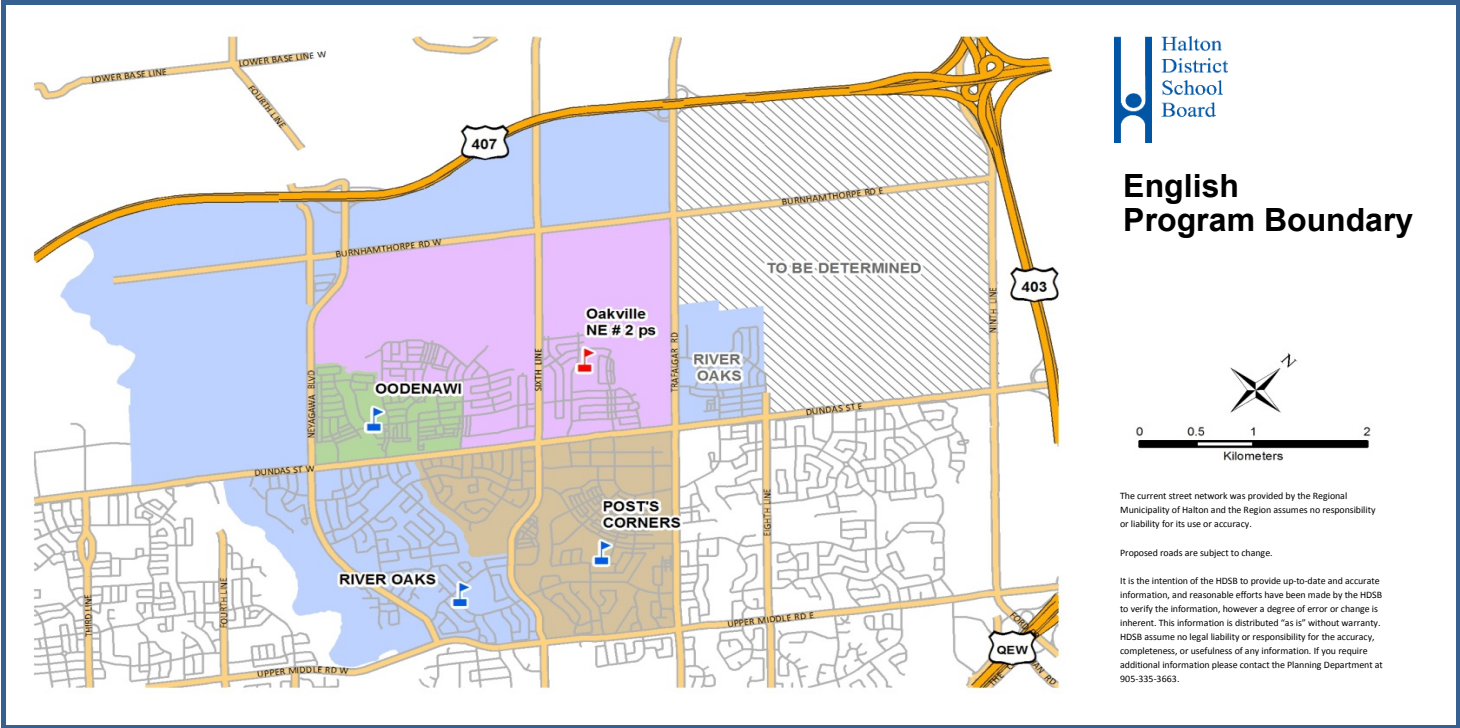 LOWER BASE LINE
LOWER BASE LINE W
FOURTH LINE
407
BURNHAMTHORPE RD W
BURNHAMTHORPE RD E
TO BE DETERMINED
403
NINTH LINE
Oakville
NE # 2 ps
TRAFALGAR RD
SIXTH LINE
RIVER
OAKS
OODENAWI
NEYAGAWA BLVD
DUNDAS ST E
DUNDAS ST W
POST'S
CORNERS
EIGHTH LINE
RIVER OAKS
THIRD LINE
FOURTH LINE
UPPER MIDDLE RD E
UPPER MIDDLE RD W
QEW
Halton
District
School
Board
English
Program Boundary
N
0 0.5 1 2
Kilometers
The current street network was provided by the Regional
Municipality of Halton and the Region assumes no responsibility
or liability for its use or accuracy.
Proposed roads are subject to change.
It is the intention of the HDSB to provide up-to-date and accurate
information, and reasonable efforts have been made by the HDSB
to verify the information, however a degree of error or change is
inherent. This information is distributed “as is” without warranty.
HDSB assume no legal liability or responsibility for the accuracy,
completeness, or usefulness of any information. If you require
additional information please contact the Planning Department at
905-335-3663.